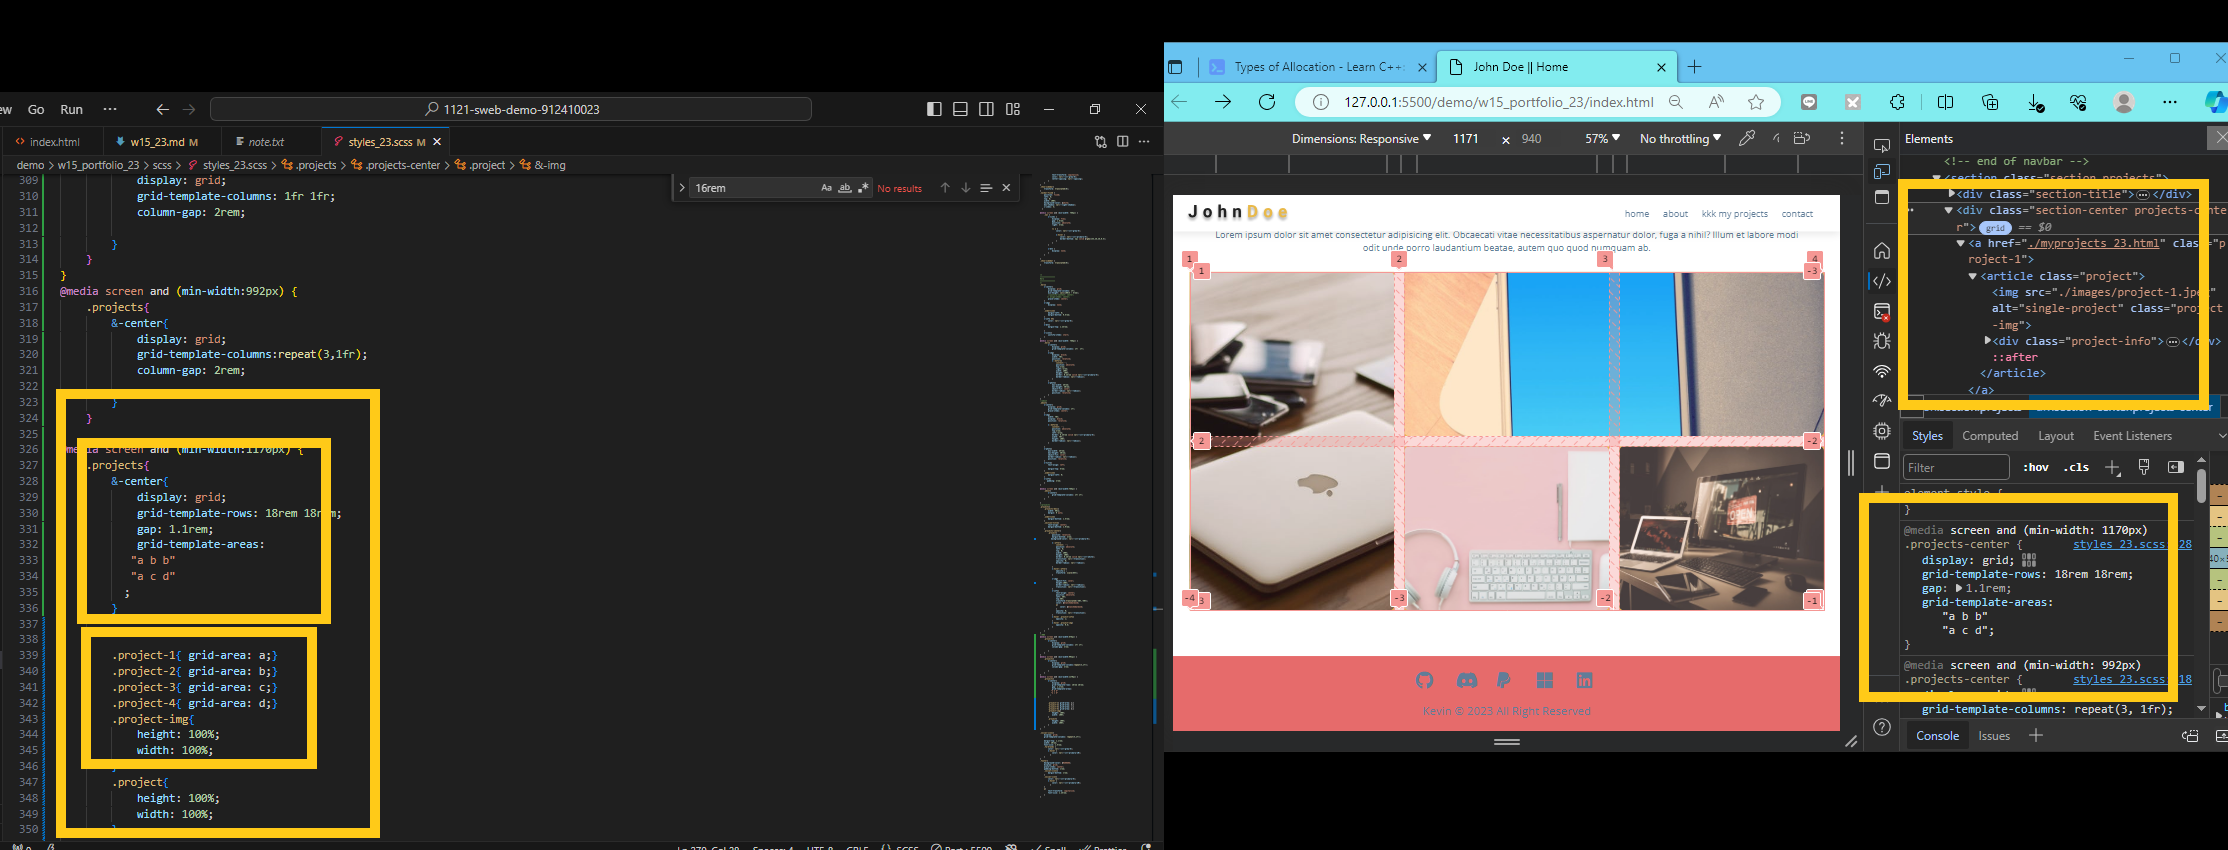 ew Go Run ··· 1121-sweb-demo-912410023
index.html w15_23.md M note.txt styles_23.scss M
demo > w15_portfolio_23 > scss > styles_23.scss > .projects > .projects-center > .project > &-img
16rem Aa ab .* No results
309 display: grid;
310 grid-template-columns: 1fr 1fr;
311 column-gap: 2rem;
312
313 }
314 }
315 }
316 @media screen and (min-width:992px) {
317 .projects{
318 &-center{
319 display: grid;
320 grid-template-columns:repeat(3,1fr);
321 column-gap: 2rem;
322
323 }
324 }
325
326 media screen and (min-width:1170px) {
327 .projects{
328 &-center{
329 display: grid;
330 grid-template-rows: 18rem 18rem;
331 gap: 1.1rem;
332 grid-template-areas:
333 "a b b"
334 "a c d"
335 ;
336 }
337
338
339 .project-1{ grid-area: a;}
340 .project-2{ grid-area: b;}
341 .project-3{ grid-area: c;}
342 .project-4{ grid-area: d;}
343 .project-img{
344 height: 100%;
345 width: 100%;
346
347 .project{
348 height: 100%;
349 width: 100%;
350
Types of Allocation - Learn C++:
John Doe || Home
127.0.0.1:5500/demo/w15_portfolio_23/index.html
Dimensions: Responsive 1171 × 940 57% No throttling
JohnDoe
home about kkk my projects contact
Lorem ipsum dolor sit amet consectetur adipisicing elit. Obcaecati vitae necessitatibus aspernatur dolor, fuga a nihil? Illum et labore modi
odit unde porro laudantium beatae, autem quo quod numquam ab.
1 2 3 4
1 -3
2 -2
-4 3 -3 -2 -1
OPEN
Kevin © 2023 All Right Reserved
Elements
<!-- end of navbar -->
<section class="section projects">
<div class="section-title">···</div>
··· <div class="section-center projects-cente
r"> grid == $0
<a href="./myprojects_23.html" class="p
roject-1">
<article class="project">
<img src="./images/project-1.jpeg"
alt="single-project" class="project
-img">
<div class="project-info">···</div>
::after
</article>
</a>
Styles Computed Layout Event Listeners
Filter :hov .cls
element.style {
}
@media screen and (min-width: 1170px)
.projects-center { styles_23.scss:328
display: grid;
grid-template-rows: 18rem 18rem;
gap: 1.1rem;
grid-template-areas:
"a b b"
"a c d";
}
@media screen and (min-width: 992px)
.projects-center { styles_23.scss:318
grid-template-columns: repeat(3, 1fr);
Console Issues